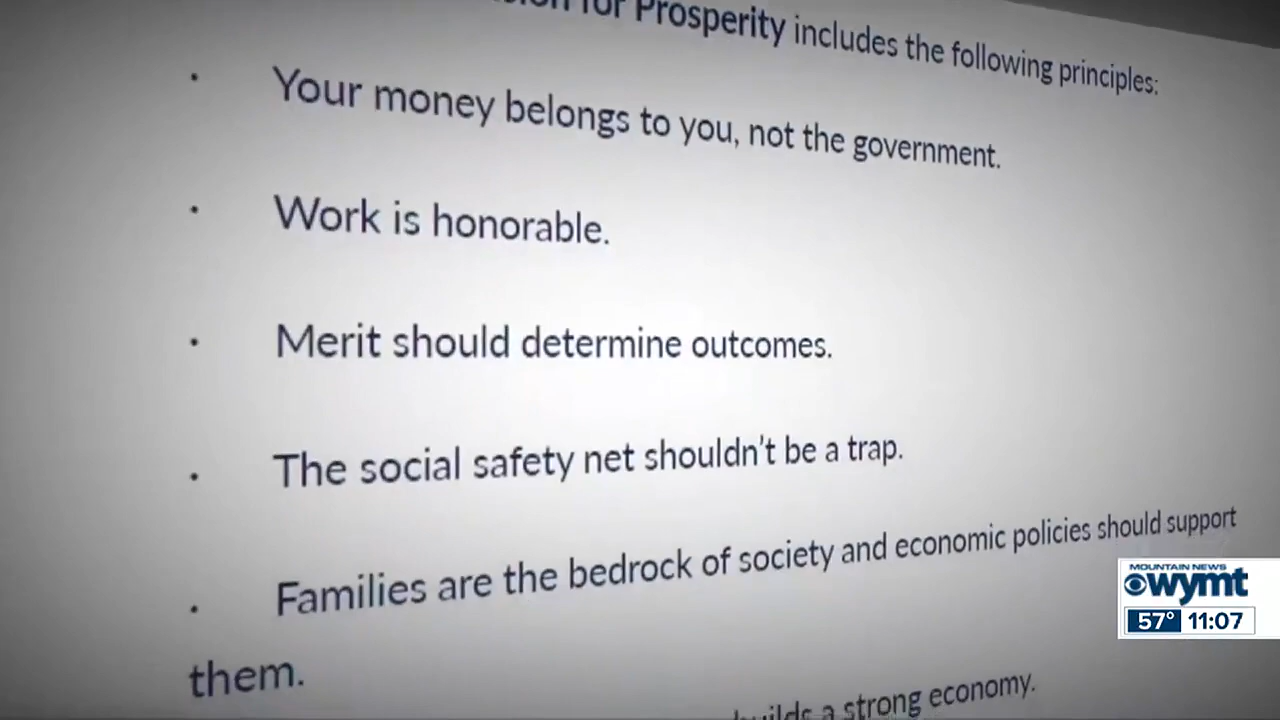 for Prosperity includes the following principles:
• Your money belongs to you, not the government.
• Work is honorable.
• Merit should determine outcomes.
• The social safety net shouldn't be a trap.
• Families are the bedrock of society and economic policies should support
them.
builds a strong economy.
MOUNTAIN NEWS
wymt
57° 11:07